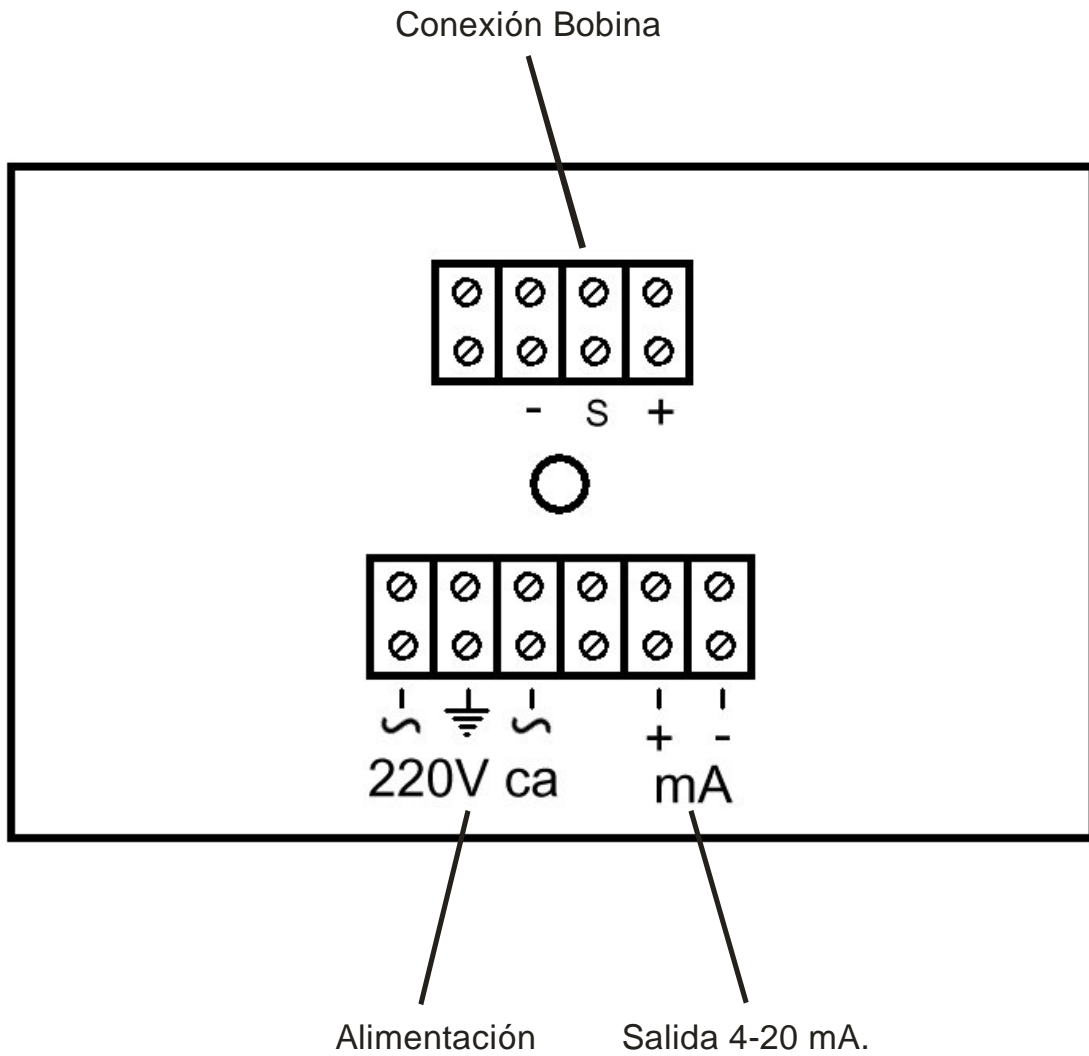 Conexión Bobina
- S +
+ -
220V ca mA
Alimentación Salida 4-20 mA.